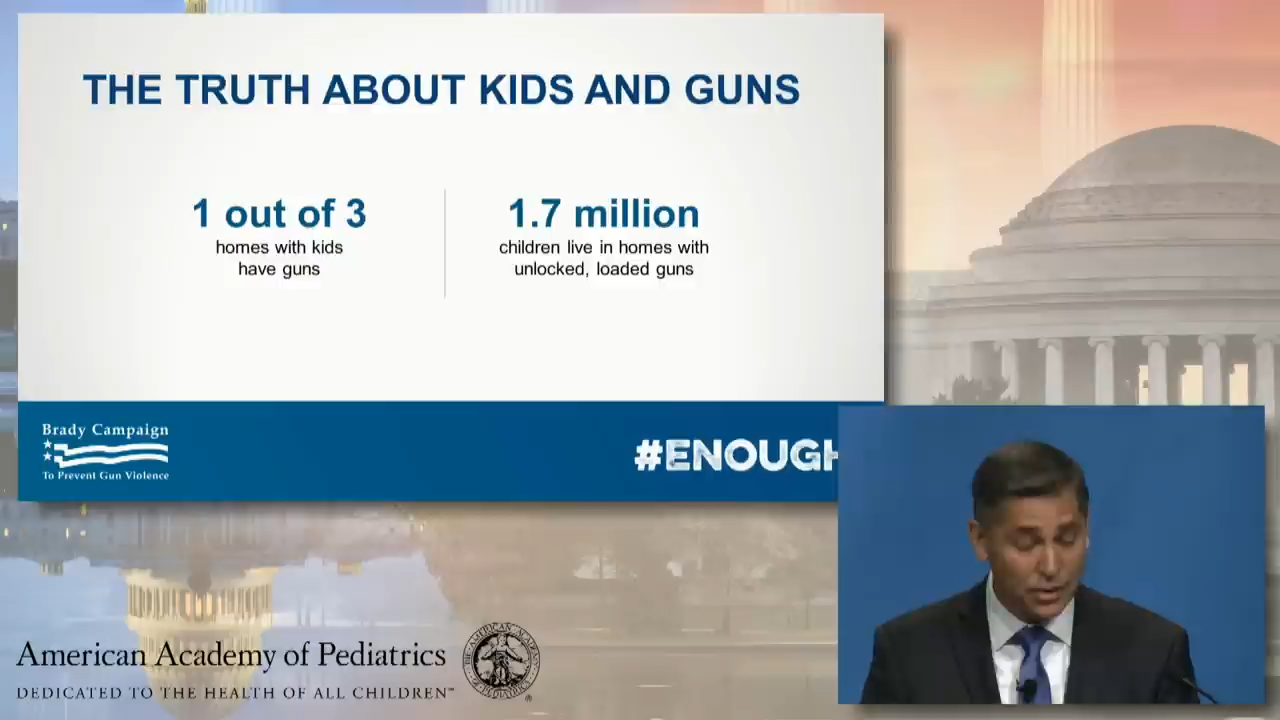 THE TRUTH ABOUT KIDS AND GUNS
1 out of 3
homes with kids
have guns
1.7 million
children live in homes with
unlocked, loaded guns
Brady Campaign
To Prevent Gun Violence
#ENOUGH
American Academy of Pediatrics
DEDICATED TO THE HEALTH OF ALL CHILDREN™